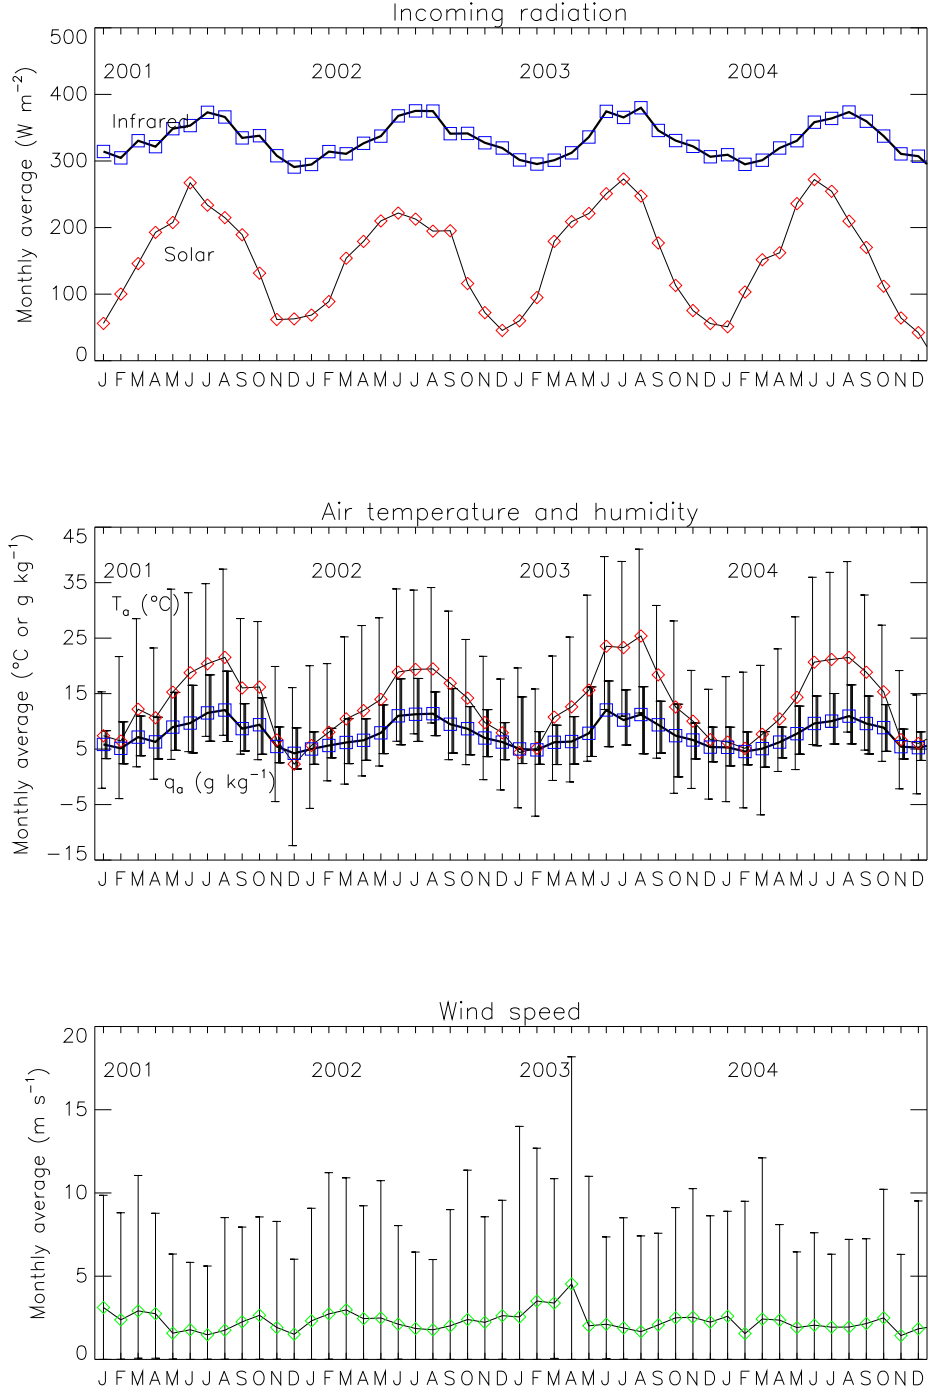 Incoming radiation
Monthly average (W m⁻²)
500
400
300
200
100
0
2001 2002 2003 2004
Infrared
Solar
J F M A M J J A S O N D J F M A M J J A S O N D J F M A M J J A S O N D J F M A M J J A S O N D
Air temperature and humidity
Monthly average (°C or g kg⁻¹)
45
35
25
15
5
−5
−15
2001 2002 2003 2004
Tₐ (°C)
qₐ (g kg⁻¹)
J F M A M J J A S O N D J F M A M J J A S O N D J F M A M J J A S O N D J F M A M J J A S O N D
Wind speed
Monthly average (m s⁻¹)
20
15
10
5
0
2001 2002 2003 2004
J F M A M J J A S O N D J F M A M J J A S O N D J F M A M J J A S O N D J F M A M J J A S O N D